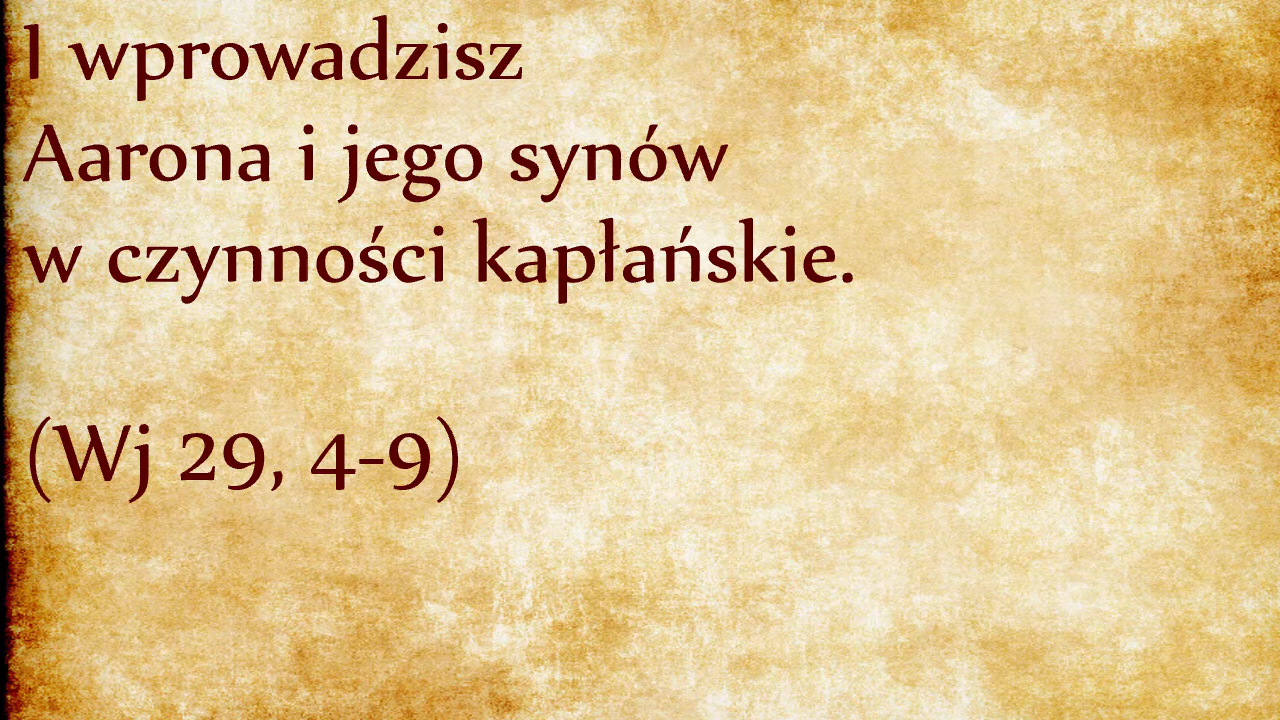 I wprowadzisz
Aarona i jego synów
w czynności kapłańskie.
(Wj 29, 4-9)